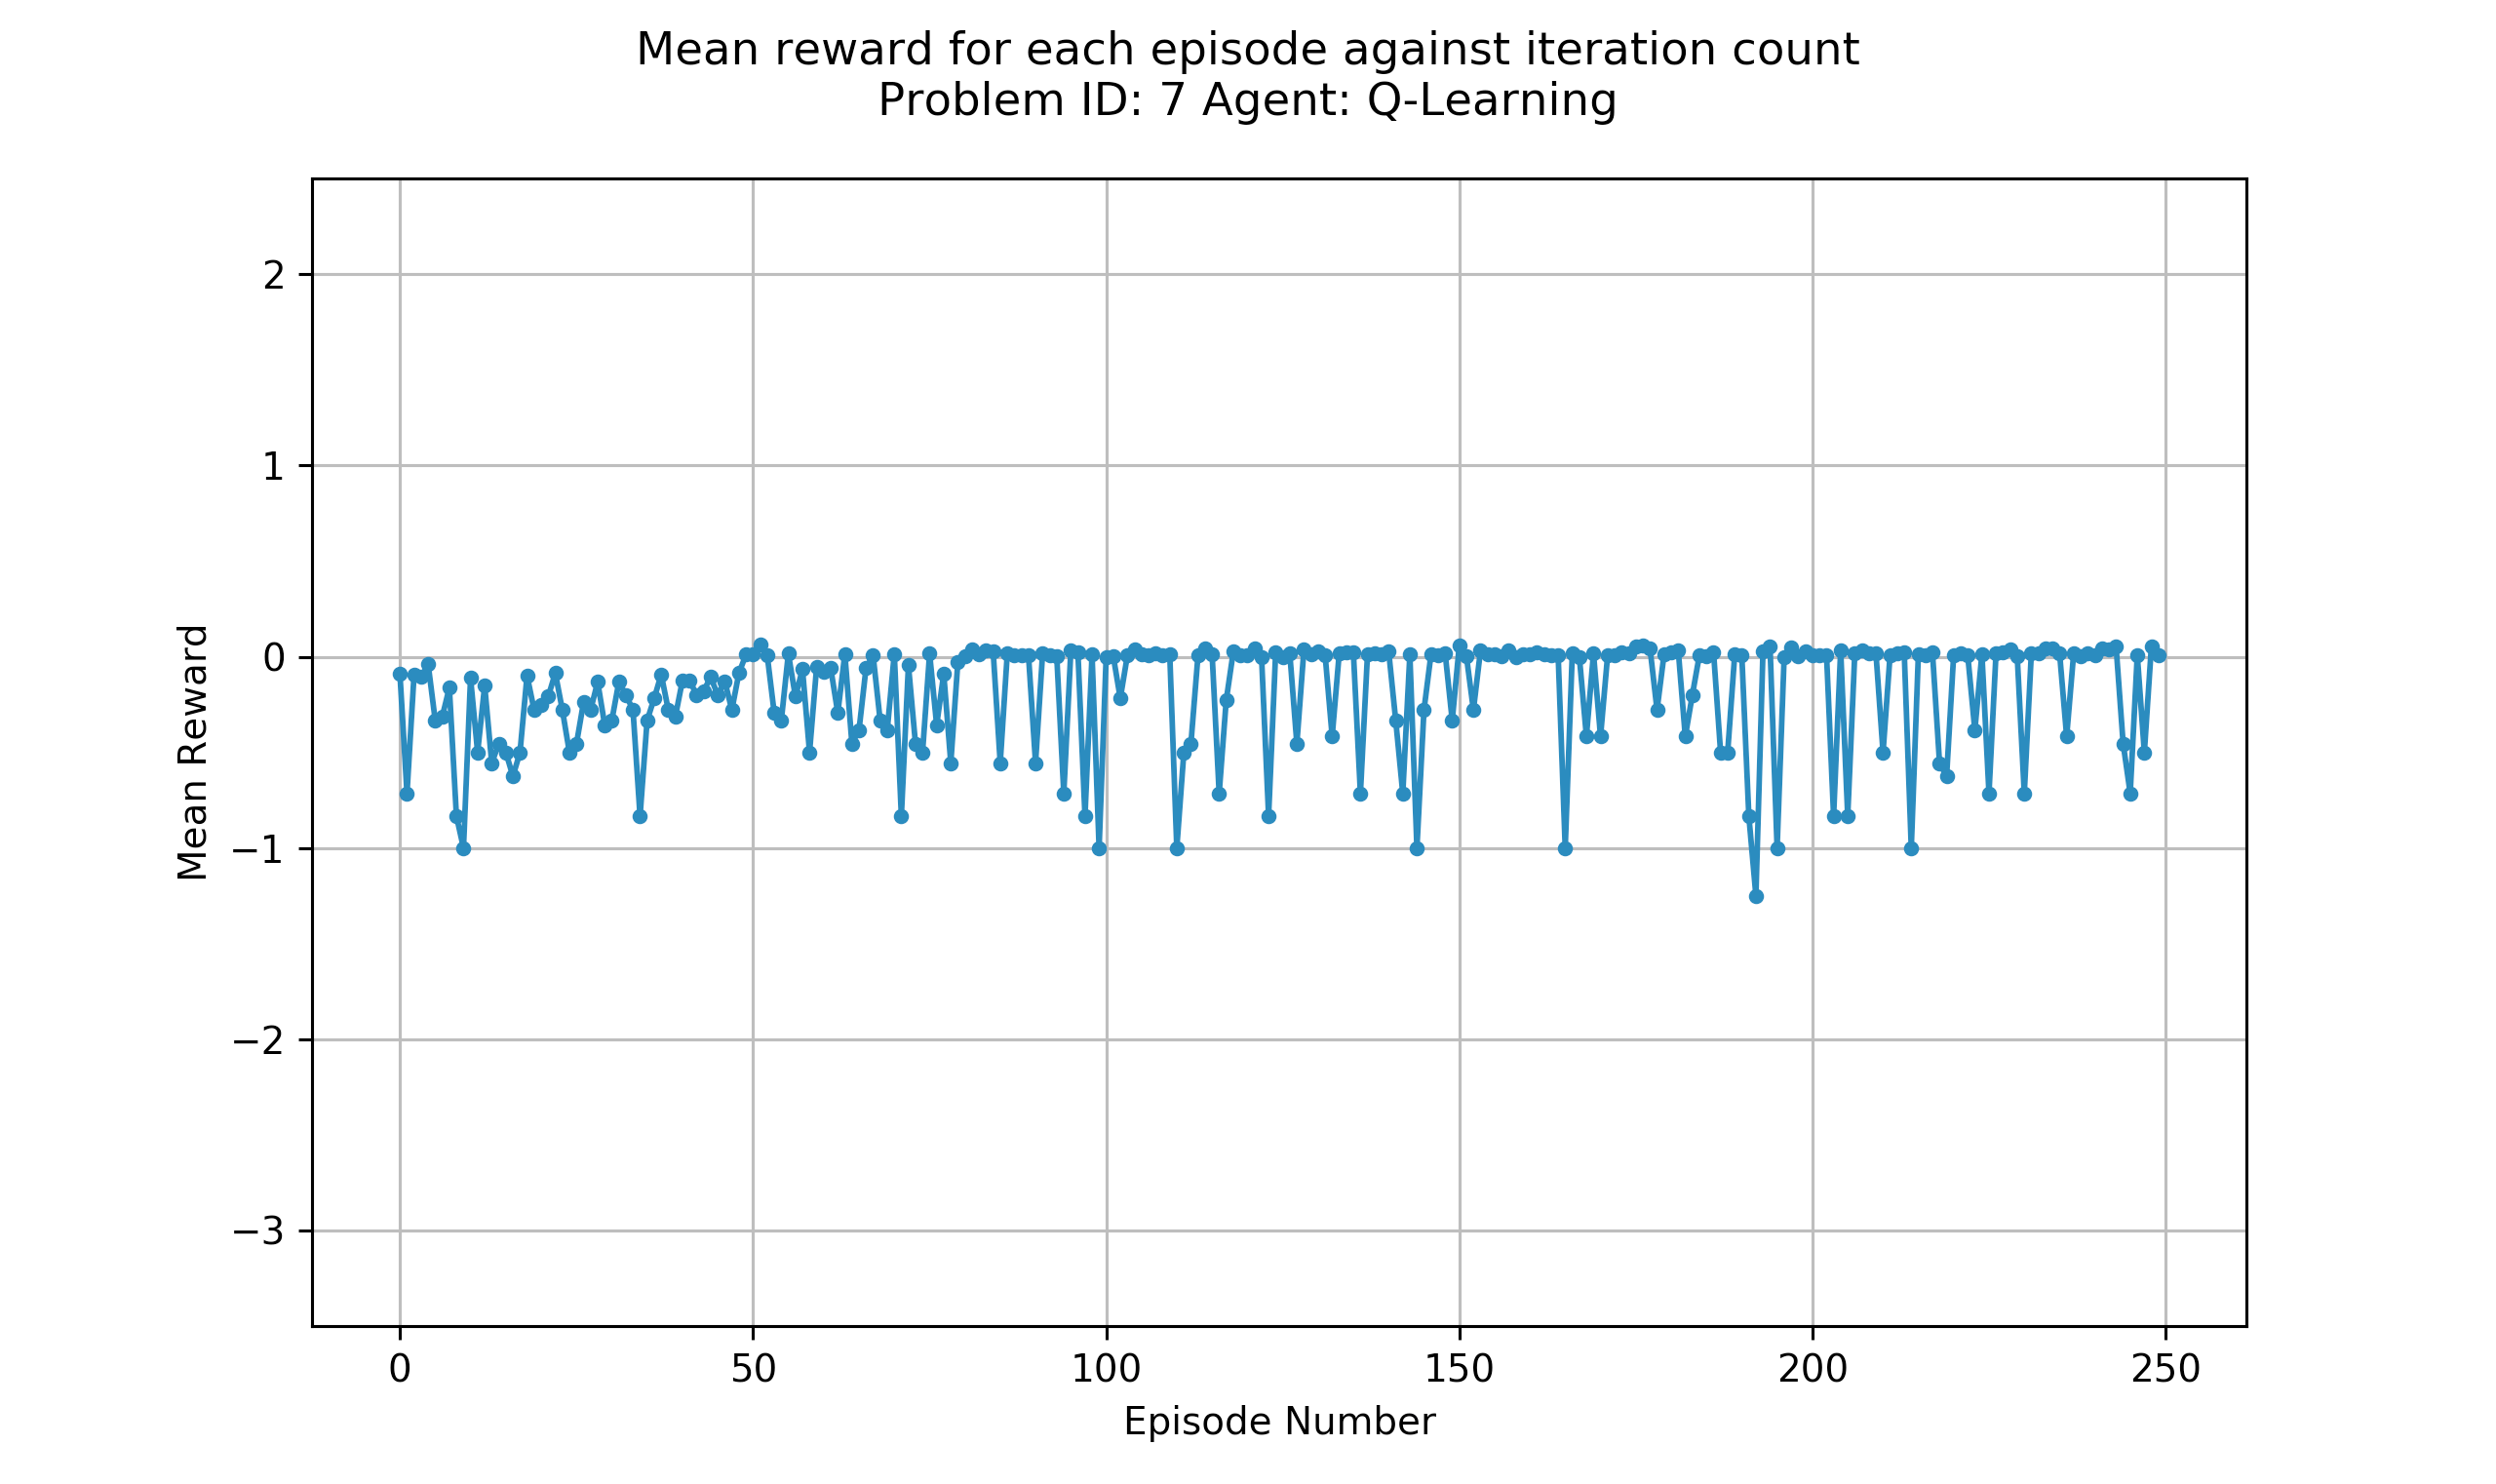 Mean reward for each episode against iteration count
Problem ID: 7 Agent: Q-Learning
2
1
0
−1
−2
−3
Mean Reward
0 50 100 150 200 250
Episode Number